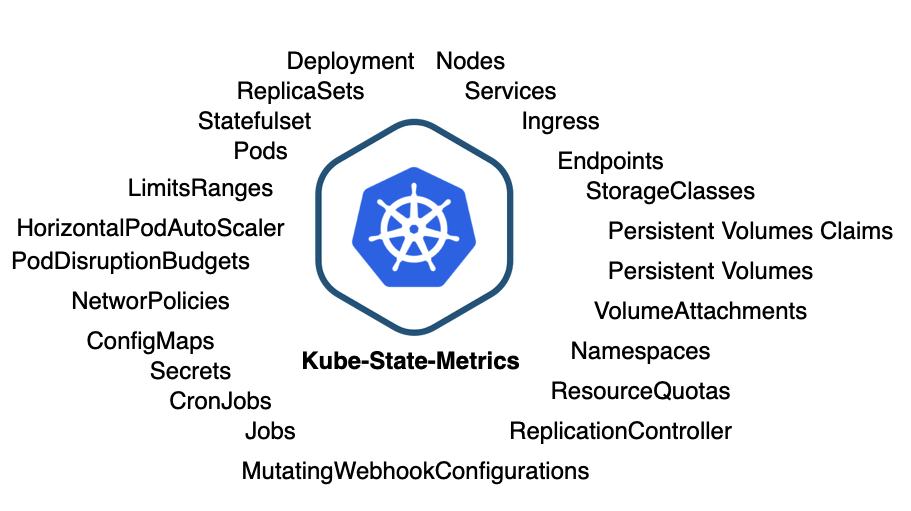 Deployment Nodes
ReplicaSets Services
Statefulset Ingress
Pods
Endpoints
LimitsRanges StorageClasses
HorizontalPodAutoScaler Persistent Volumes Claims
PodDisruptionBudgets Persistent Volumes
NetworPolicies VolumeAttachments
ConfigMaps Namespaces
Kube-State-Metrics
Secrets ResourceQuotas
CronJobs
Jobs ReplicationController
MutatingWebhookConfigurations